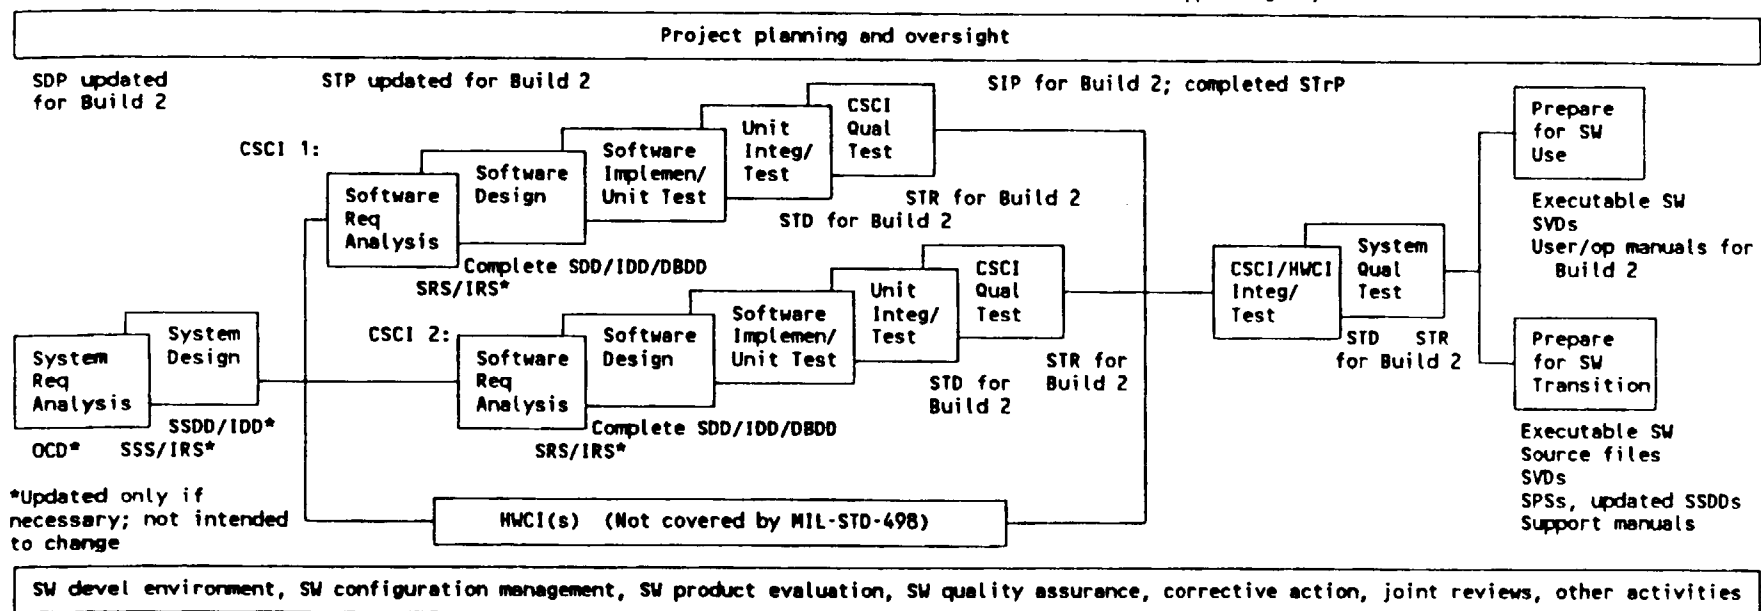 Project planning and oversight
SDP updated
for Build 2
STP updated for Build 2
SIP for Build 2; completed STrP
CSCI 1:
Software
Req
Analysis
Software
Design
Software
Implemen/
Unit Test
Unit
Integ/
Test
CSCI
Qual
Test
STR for Build 2
STD for Build 2
Complete SDD/IDD/DBDD
SRS/IRS*
CSCI 2:
Software
Req
Analysis
Software
Design
Software
Implemen/
Unit Test
Unit
Integ/
Test
CSCI
Qual
Test
STR for
Build 2
STD for
Build 2
Complete SDD/IDD/DBDD
SRS/IRS*
System
Req
Analysis
System
Design
SSDD/IDD*
OCD*
SSS/IRS*
*Updated only if
necessary; not intended
to change
HWCI(s) (Not covered by MIL-STD-498)
CSCI/HWCI
Integ/
Test
System
Qual
Test
STD STR
for Build 2
Prepare
for SW
Use
Executable SW
SVDs
User/op manuals for
Build 2
Prepare
for SW
Transition
Executable SW
Source files
SVDs
SPSs, updated SSDDs
Support manuals
SW devel environment, SW configuration management, SW product evaluation, SW quality assurance, corrective action, joint reviews, other activities